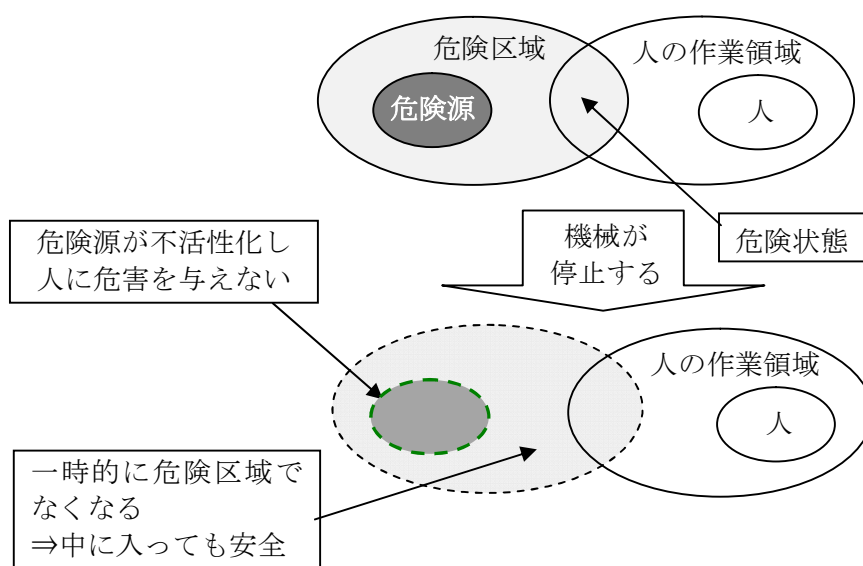 危険区域
人の作業領域
危険源
人
危険状態
機械が
停止する
危険源が不活性化し
人に危害を与えない
人の作業領域
人
一時的に危険区域で
なくなる
⇒中に入っても安全